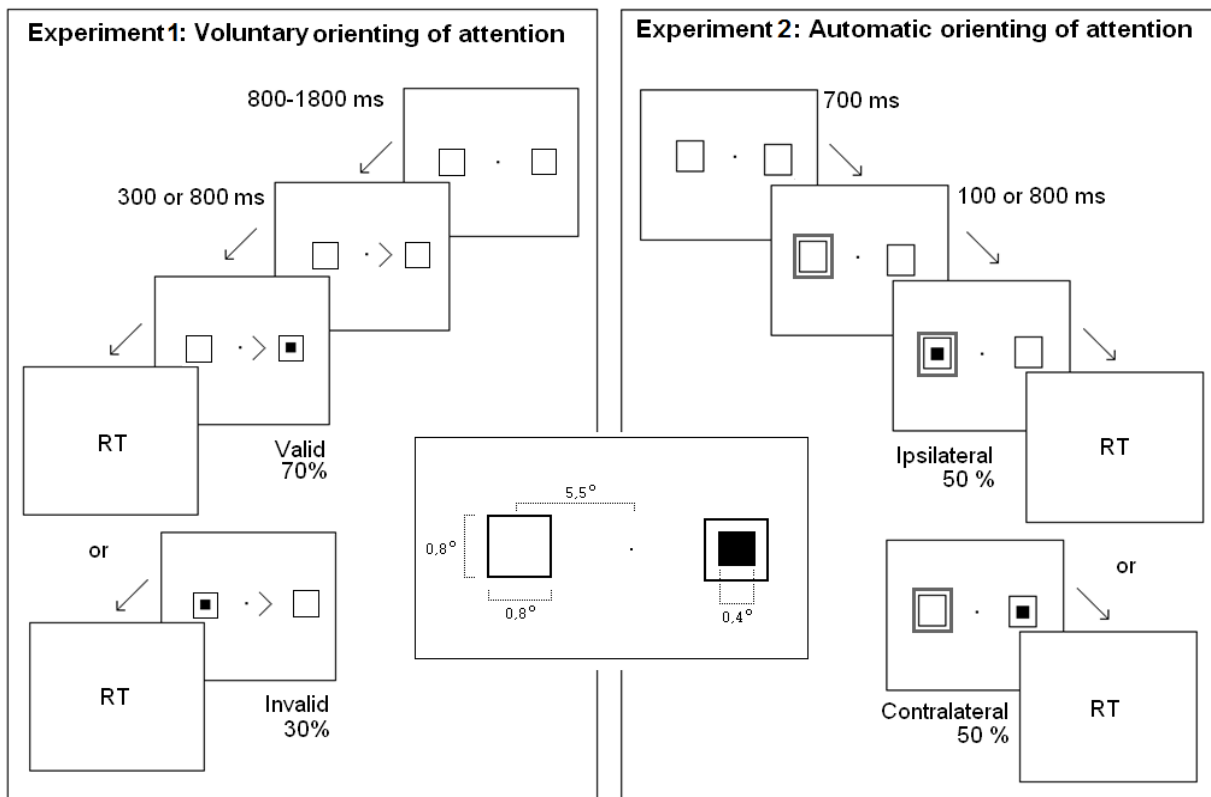 Experiment 1: Voluntary orienting of attention
800-1800 ms
300 or 800 ms
RT
Valid
70%
or
RT
Invalid
30%
5,5°
0,8°
0,8°
0,4°
Experiment 2: Automatic orienting of attention
700 ms
100 or 800 ms
Ipsilateral
50 %
RT
or
Contralateral
50 %
RT